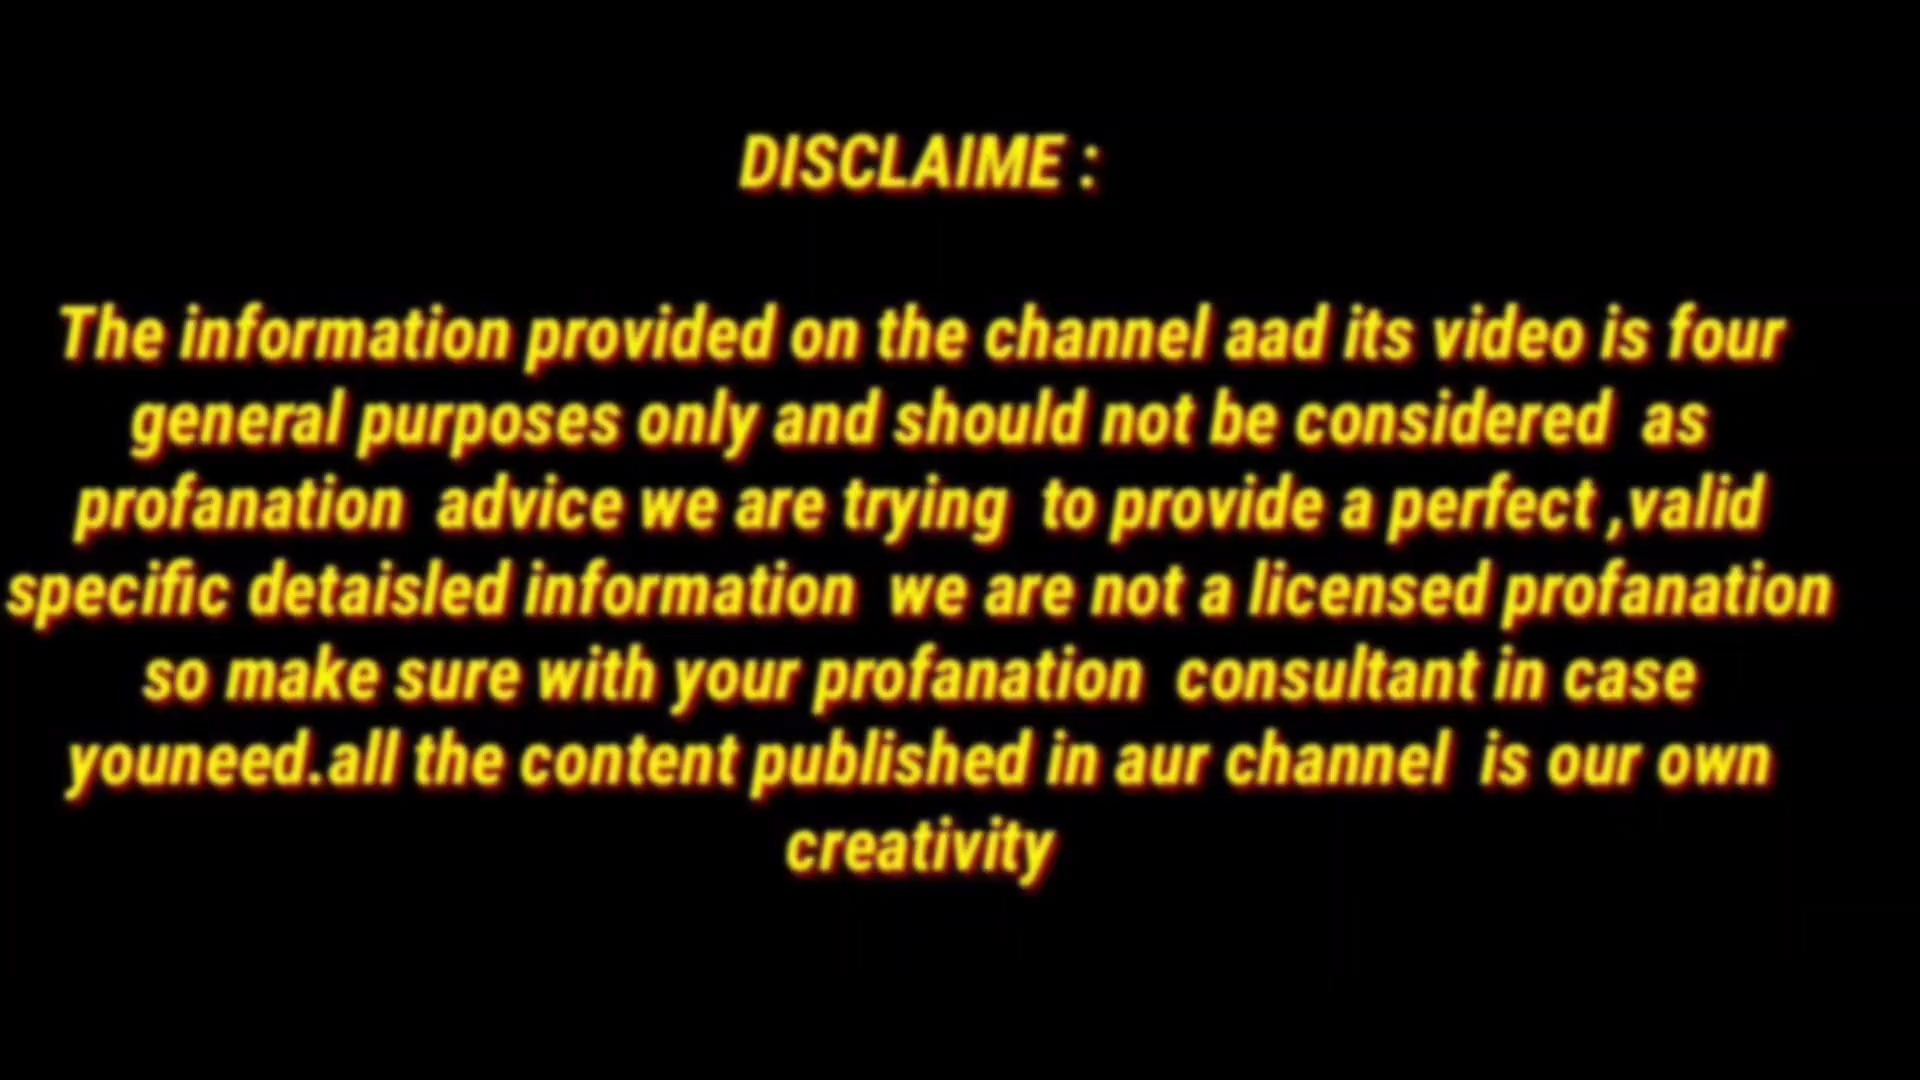 DISCLAIME :
The information provided on the channel aad its video is four
general purposes only and should not be considered as
profanation advice we are trying to provide a perfect ,valid
specific detaisled information we are not a licensed profanation
so make sure with your profanation consultant in case
youneed.all the content published in aur channel is our own
creativity